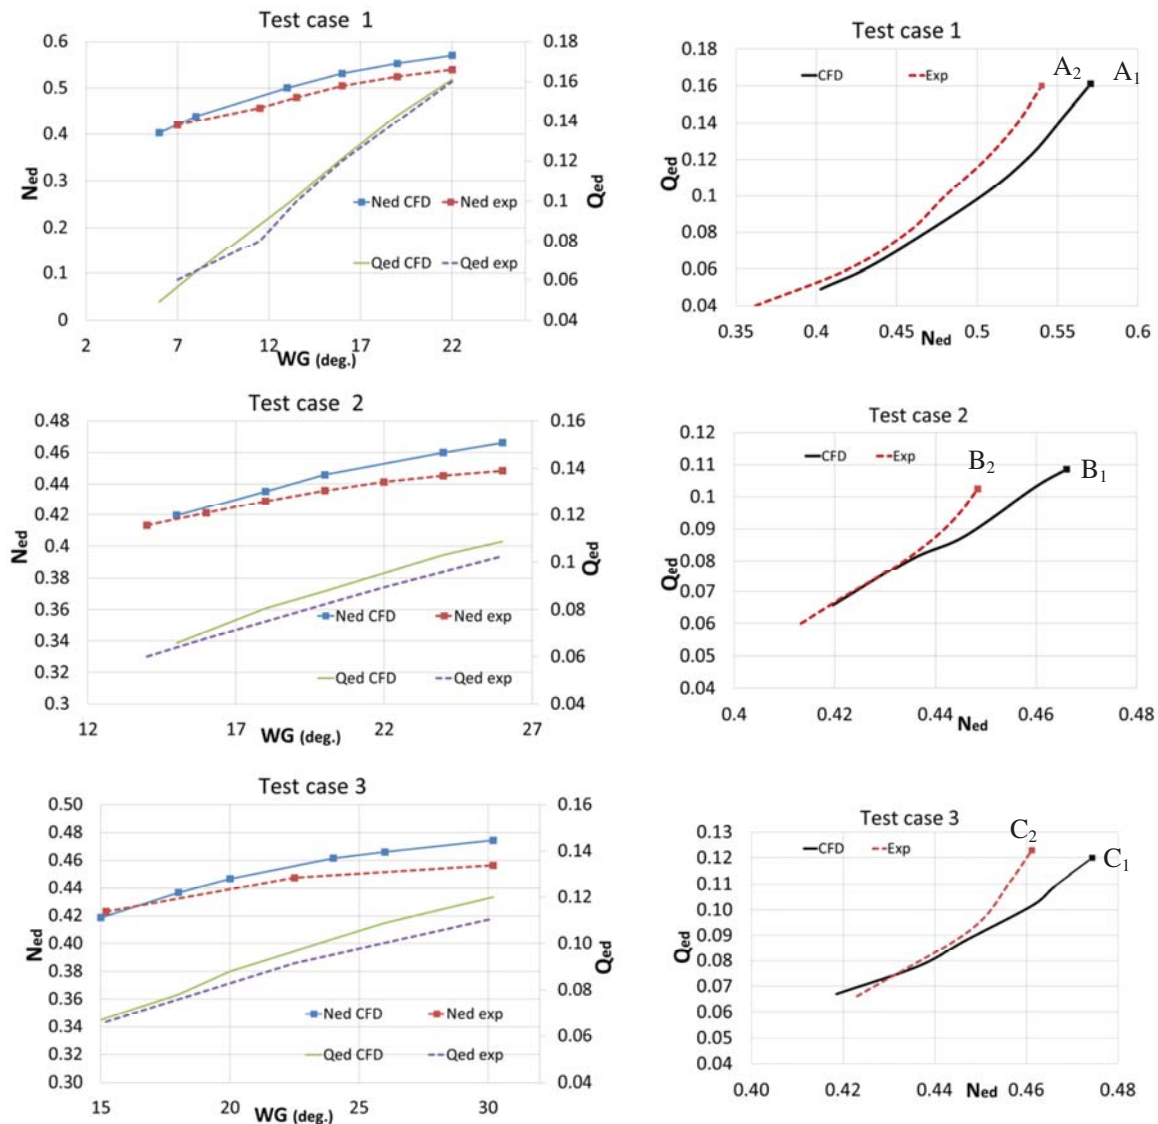 Test case 1
0.6
0.5
0.4
0.3
0.2
0.1
0
Ned
0.18
0.16
0.14
0.12
0.1
0.08
0.06
0.04
Qed
Ned CFD Ned exp
Qed CFD Qed exp
2 7 12 17 22
WG (deg.)
Test case 1
CFD Exp
A2 A1
0.18
0.16
0.14
0.12
0.1
0.08
0.06
0.04
Qed
0.35 0.4 0.45 0.5 0.55 0.6
Ned
Test case 2
0.48
0.46
0.44
0.42
0.4
0.38
0.36
0.34
0.32
0.3
Ned
0.16
0.14
0.12
0.1
0.08
0.06
0.04
Qed
Ned CFD Ned exp
Qed CFD Qed exp
12 17 22 27
WG (deg.)
Test case 2
CFD Exp
B2 B1
0.12
0.11
0.1
0.09
0.08
0.07
0.06
0.05
0.04
Qed
0.4 0.42 0.44 0.46 0.48
Ned
Test case 3
0.50
0.48
0.46
0.44
0.42
0.40
0.38
0.36
0.34
0.32
0.30
Ned
0.16
0.14
0.12
0.10
0.08
0.06
0.04
Qed
Ned CFD Ned exp
Qed CFD Qed exp
15 20 25 30
WG (deg.)
Test case 3
CFD Exp
C2
C1
0.13
0.12
0.11
0.10
0.09
0.08
0.07
0.06
0.05
0.04
Qed
0.40 0.42 0.44 0.46 0.48
Ned